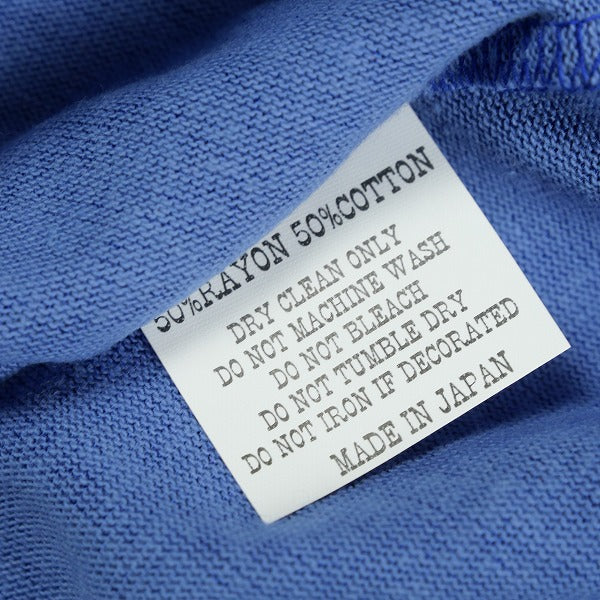 50%RAYON 50%COTTON
DRY CLEAN ONLY
DO NOT MACHINE WASH
DO NOT BLEACH
DO NOT TUMBLE DRY
DO NOT IRON IF DECORATED
MADE IN JAPAN